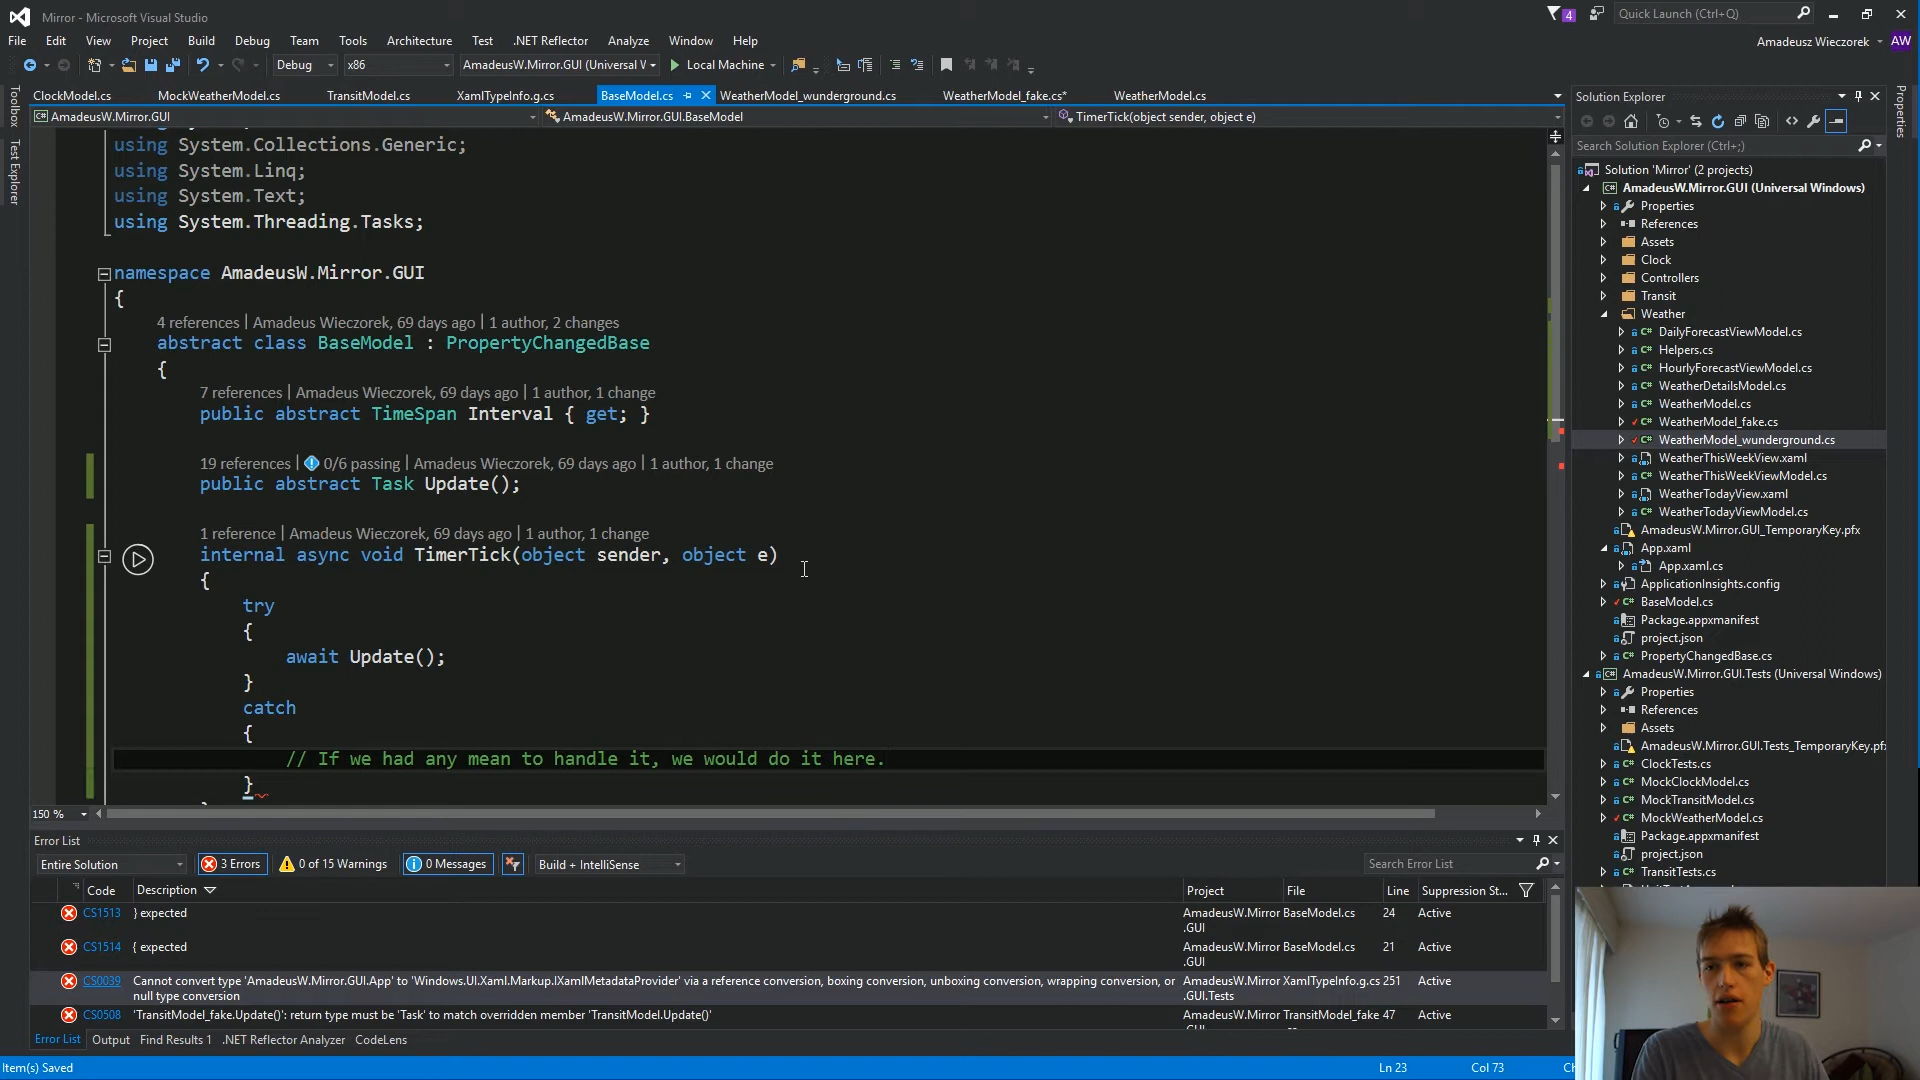 Mirror - Microsoft Visual Studio
4
Quick Launch (Ctrl+Q)
File Edit View Project Build Debug Team Tools Architecture Test .NET Reflector Analyze Window Help
Amadeusz Wieczorek AW
Debug x86 AmadeusW.Mirror.GUI (Universal V Local Machine
Toolbox
Test Explorer
ClockModel.cs MockWeatherModel.cs TransitModel.cs XamlTypeInfo.g.cs BaseModel.cs WeatherModel_wunderground.cs WeatherModel_fake.cs* WeatherModel.cs
AmadeusW.Mirror.GUI AmadeusW.Mirror.GUI.BaseModel TimerTick(object sender, object e)
using System.Collections.Generic;
using System.Linq;
using System.Text;
using System.Threading.Tasks;
namespace AmadeusW.Mirror.GUI
{
4 references | Amadeus Wieczorek, 69 days ago | 1 author, 2 changes
abstract class BaseModel : PropertyChangedBase
{
7 references | Amadeus Wieczorek, 69 days ago | 1 author, 1 change
public abstract TimeSpan Interval { get; }
19 references | 0/6 passing | Amadeus Wieczorek, 69 days ago | 1 author, 1 change
public abstract Task Update();
1 reference | Amadeus Wieczorek, 69 days ago | 1 author, 1 change
internal async void TimerTick(object sender, object e)
{
try
{
await Update();
}
catch
{
// If we had any mean to handle it, we would do it here.
}
150 %
Solution Explorer
Properties
Search Solution Explorer (Ctrl+;)
Solution 'Mirror' (2 projects)
AmadeusW.Mirror.GUI (Universal Windows)
Properties
References
Assets
Clock
Controllers
Transit
Weather
DailyForecastViewModel.cs
Helpers.cs
HourlyForecastViewModel.cs
WeatherDetailsModel.cs
WeatherModel.cs
WeatherModel_fake.cs
WeatherModel_wunderground.cs
WeatherThisWeekView.xaml
WeatherThisWeekViewModel.cs
WeatherTodayView.xaml
WeatherTodayViewModel.cs
AmadeusW.Mirror.GUI_TemporaryKey.pfx
App.xaml
App.xaml.cs
ApplicationInsights.config
BaseModel.cs
Package.appxmanifest
project.json
PropertyChangedBase.cs
AmadeusW.Mirror.GUI.Tests (Universal Windows)
Properties
References
Assets
AmadeusW.Mirror.GUI.Tests_TemporaryKey.pfx
ClockTests.cs
MockClockModel.cs
MockTransitModel.cs
MockWeatherModel.cs
Package.appxmanifest
project.json
TransitTests.cs
Error List
Entire Solution 3 Errors 0 of 15 Warnings 0 Messages Build + IntelliSense Search Error List
Code Description Project File Line Suppression St...
CS1513 } expected AmadeusW.Mirror BaseModel.cs 24 Active
.GUI
CS1514 { expected AmadeusW.Mirror BaseModel.cs 21 Active
.GUI
CS0039 Cannot convert type 'AmadeusW.Mirror.GUI.App' to 'Windows.UI.Xaml.Markup.IXamlMetadataProvider' via a reference conversion, boxing conversion, unboxing conversion, wrapping conversion, or AmadeusW.Mirror XamlTypeInfo.g.cs 251 Active
null type conversion .GUI.Tests
CS0508 'TransitModel_fake.Update()': return type must be 'Task' to match overridden member 'TransitModel.Update()' AmadeusW.Mirror TransitModel_fake 47 Active
Error List Output Find Results 1 .NET Reflector Analyzer CodeLens
Item(s) Saved Ln 23 Col 73